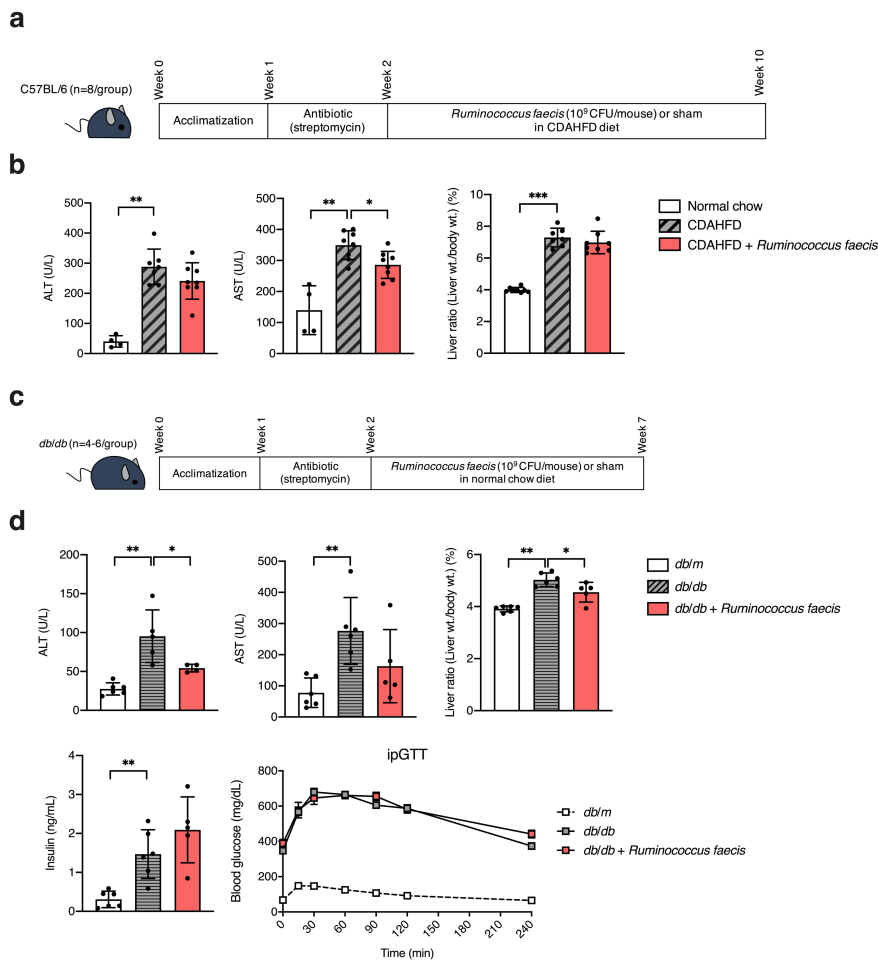 a
C57BL/6 (n=8/group)
Week 0
Week 1
Week 2
Week 10
Acclimatization
Antibiotic
(streptomycin)
Ruminococcus faecis (10⁹ CFU/mouse) or sham
in CDAHFD diet
b
ALT (U/L)
500
400
300
200
100
0
**
AST (U/L)
500
400
300
200
100
0
**
*
Liver ratio (Liver wt./body wt.) (%)
10
8
6
4
2
0
***
Normal chow
CDAHFD
CDAHFD + Ruminococcus faecis
c
db/db (n=4-6/group)
Week 0
Week 1
Week 2
Week 7
Acclimatization
Antibiotic
(streptomycin)
Ruminococcus faecis (10⁹ CFU/mouse) or sham
in normal chow diet
d
ALT (U/L)
200
150
100
50
0
**
*
AST (U/L)
500
400
300
200
100
0
**
Liver ratio (Liver wt./body wt.) (%)
6
4
2
0
**
*
db/m
db/db
db/db + Ruminococcus faecis
Insulin (ng/mL)
4
3
2
1
0
**
ipGTT
Blood glucose (mg/dL)
800
600
400
200
0
0
30
60
90
120
150
180
210
240
Time (min)
db/m
db/db
db/db + Ruminococcus faecis